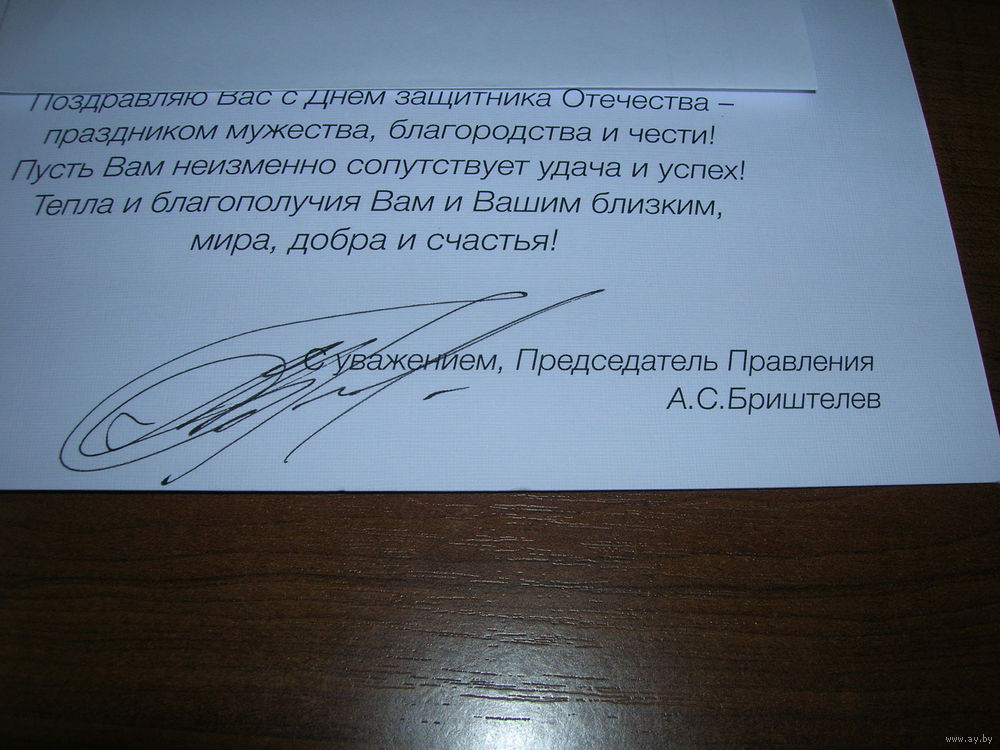 Поздравляю Вас с Днем защитника Отечества –
праздником мужества, благородства и чести!
Пусть Вам неизменно сопутствует удача и успех!
Тепла и благополучия Вам и Вашим близким,
мира, добра и счастья!
С уважением, Председатель Правления
А.С.Бриштелев
www.ay.by